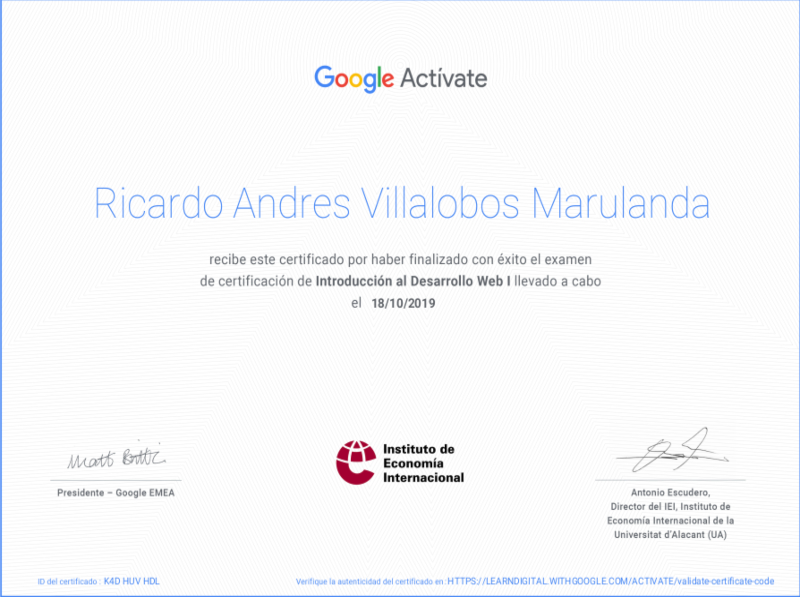 Google Actívate
Ricardo Andres Villalobos Marulanda
recibe este certificado por haber finalizado con éxito el examen
de certificación de Introducción al Desarrollo Web I llevado a cabo
el 18/10/2019
Matt Brittin
Presidente – Google EMEA
Instituto de
Economía
Internacional
Antonio Escudero,
Director del IEI, Instituto de
Economía Internacional de la
Universitat d'Alacant (UA)
ID del certificado : K4D HUV HDL
Verifique la autenticidad del certificado en: HTTPS://LEARNDIGITAL.WITHGOOGLE.COM/ACTIVATE/validate-certificate-code